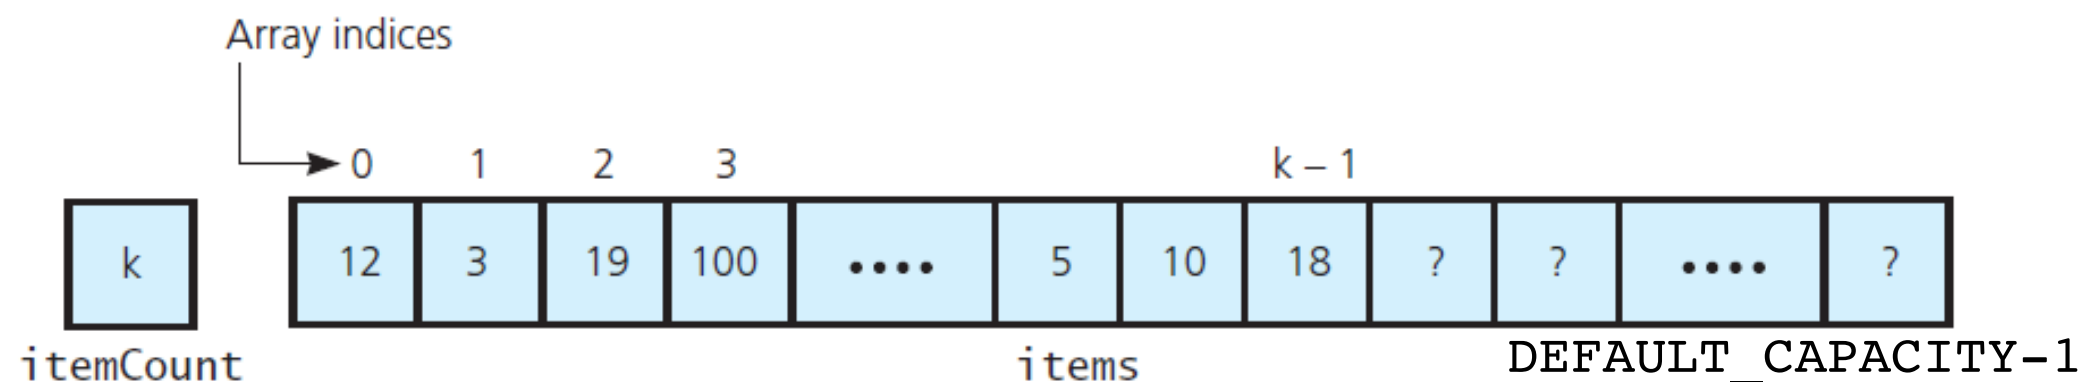 Array indices
0 1 2 3 k – 1
k 12 3 19 100 •••• 5 10 18 ? ? •••• ?
itemCount items DEFAULT_CAPACITY-1